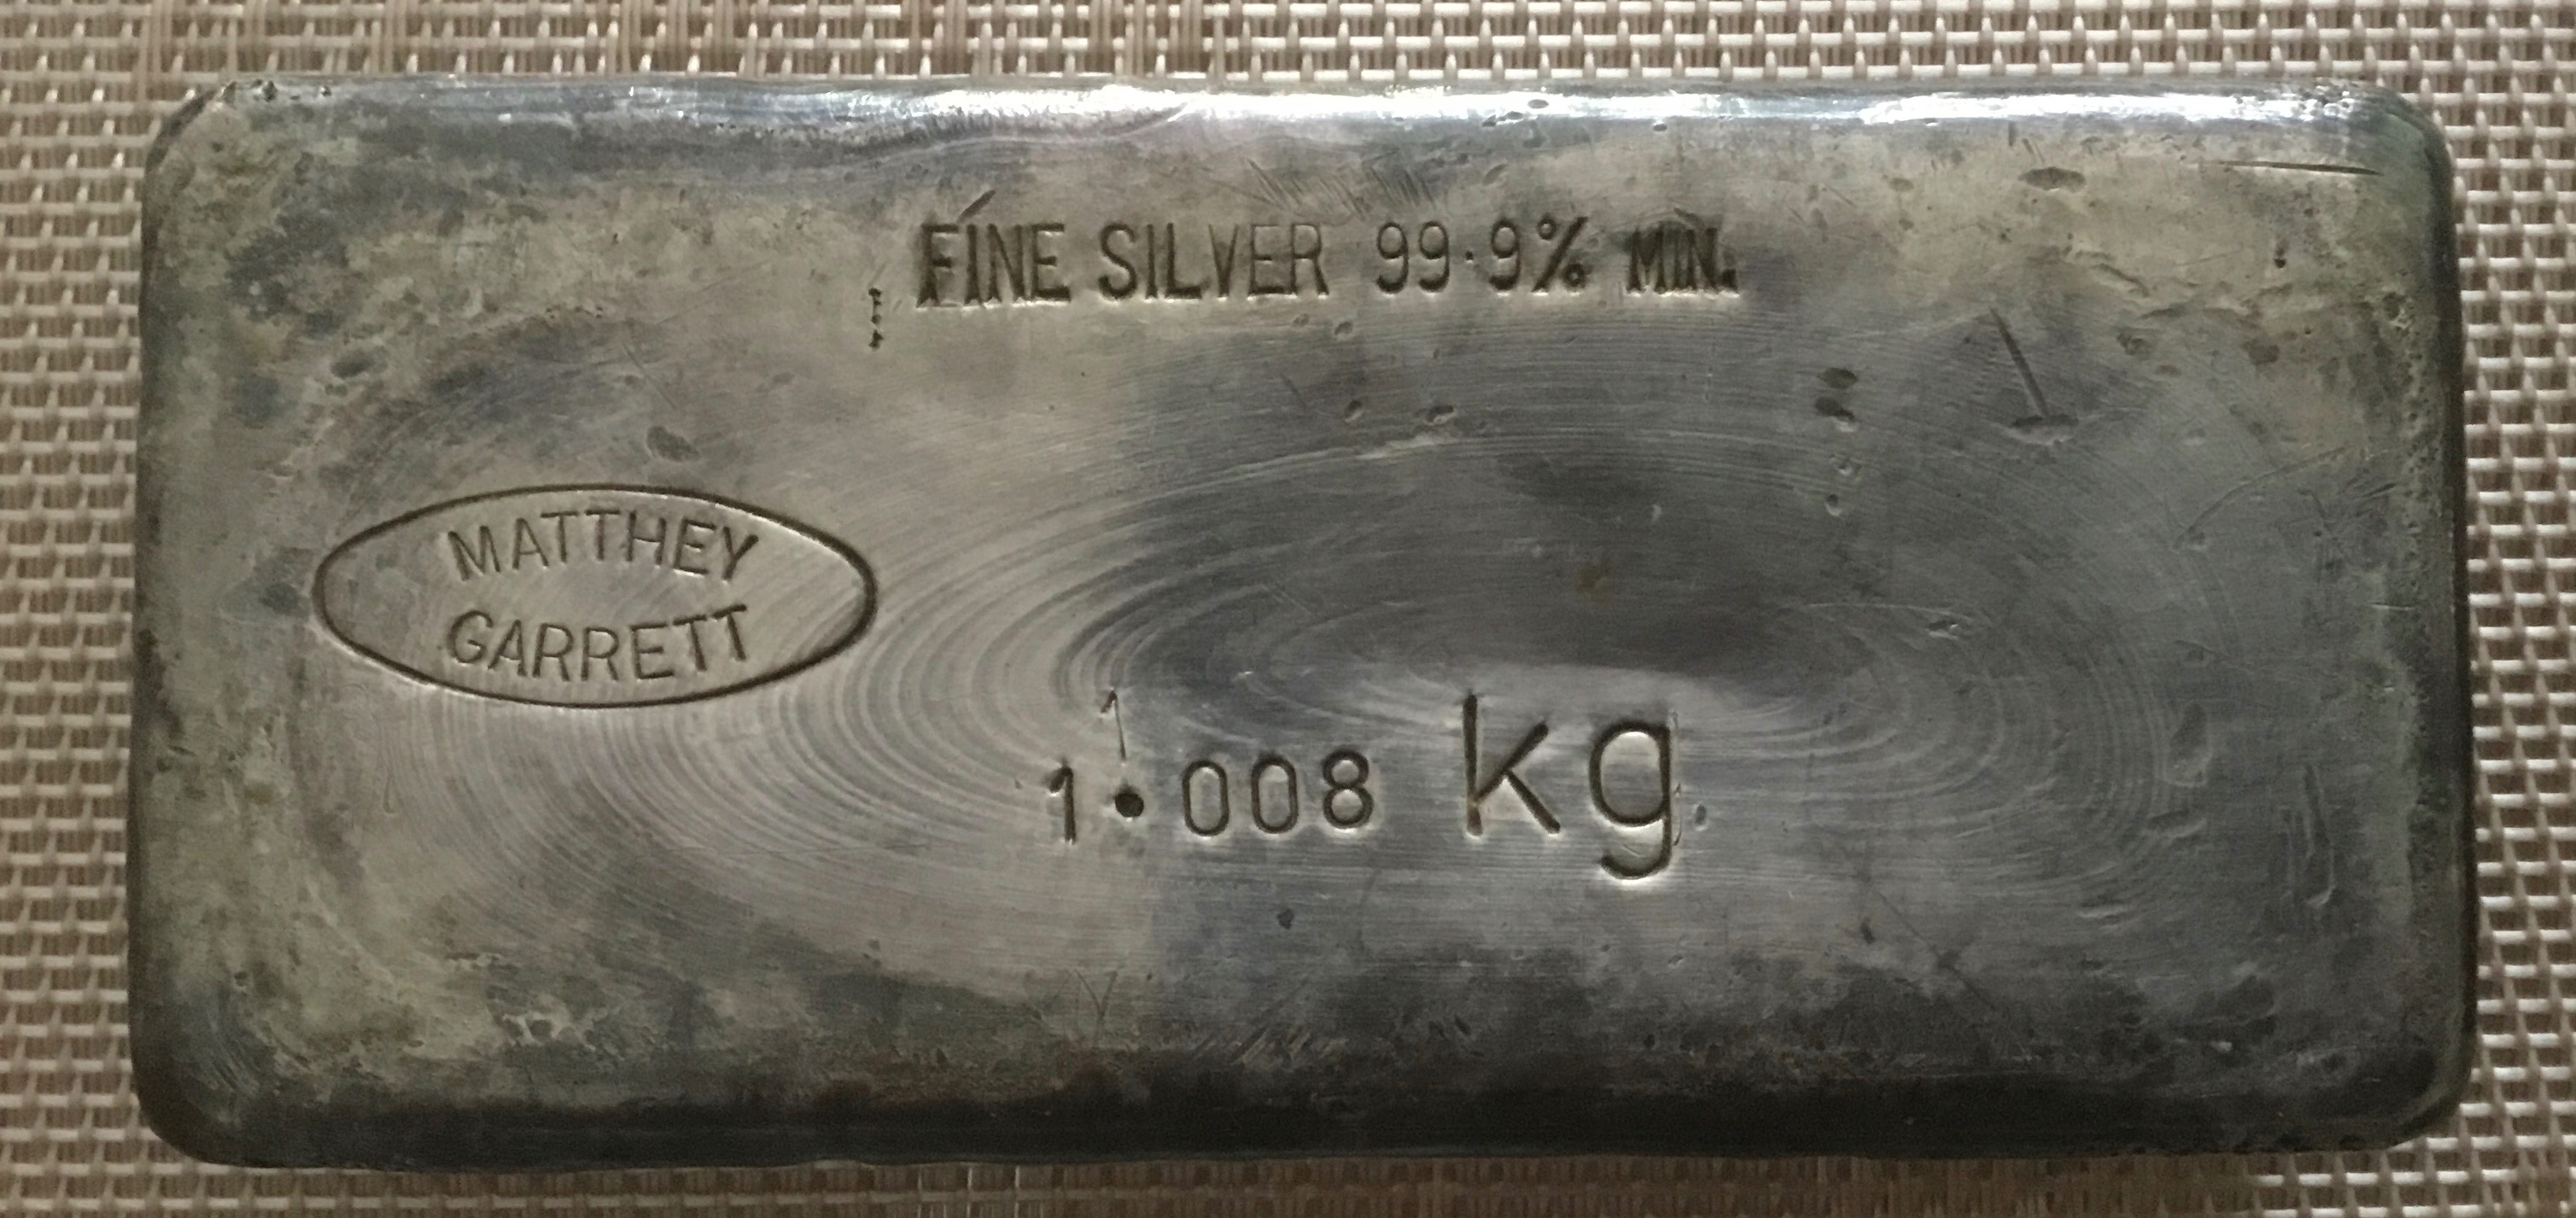 FINE SILVER 99·9% MIN.
MATTHEY
GARRETT
1·008 kg